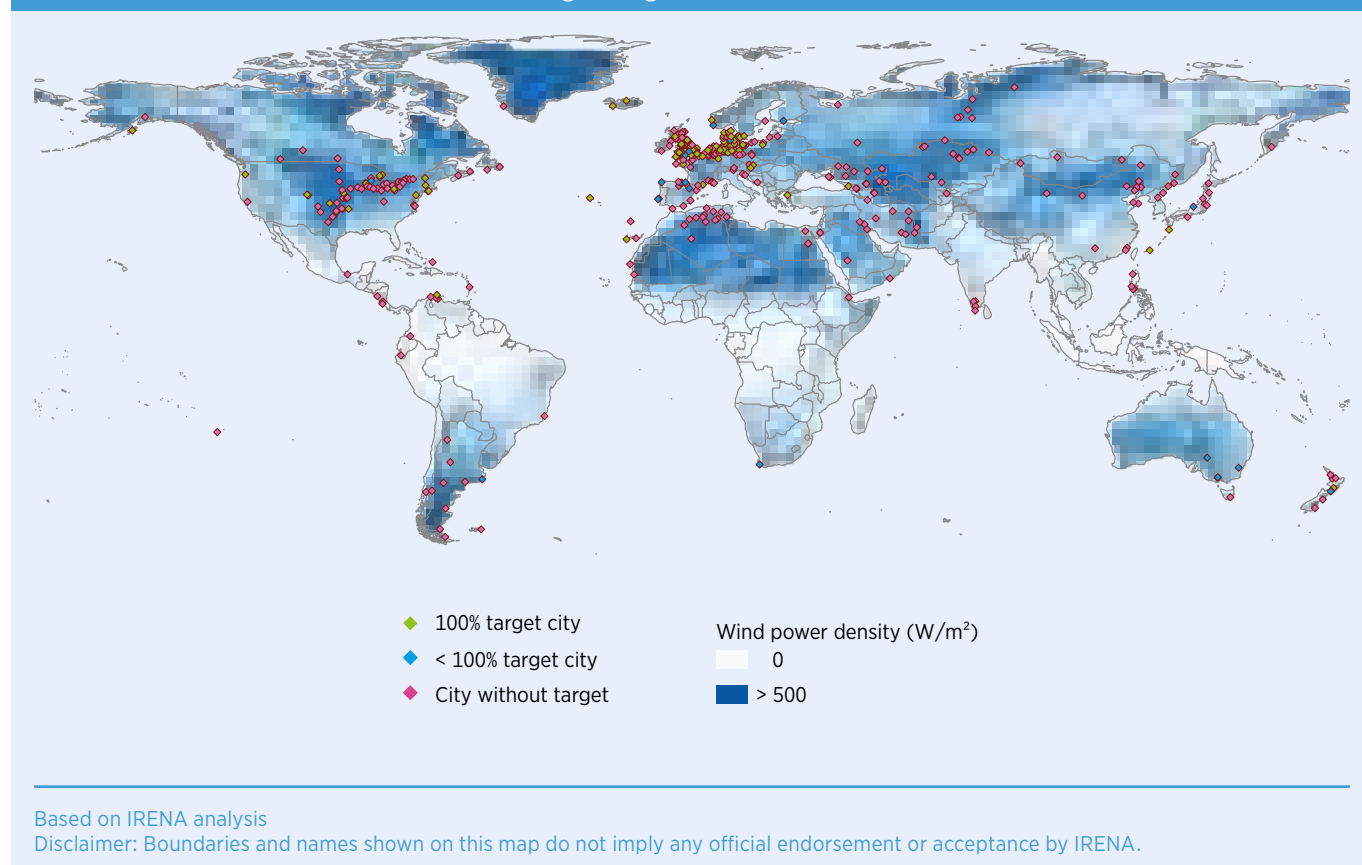 100% target city
< 100% target city
City without target
Wind power density (W/m²)
0
> 500
Based on IRENA analysis
Disclaimer: Boundaries and names shown on this map do not imply any official endorsement or acceptance by IRENA.